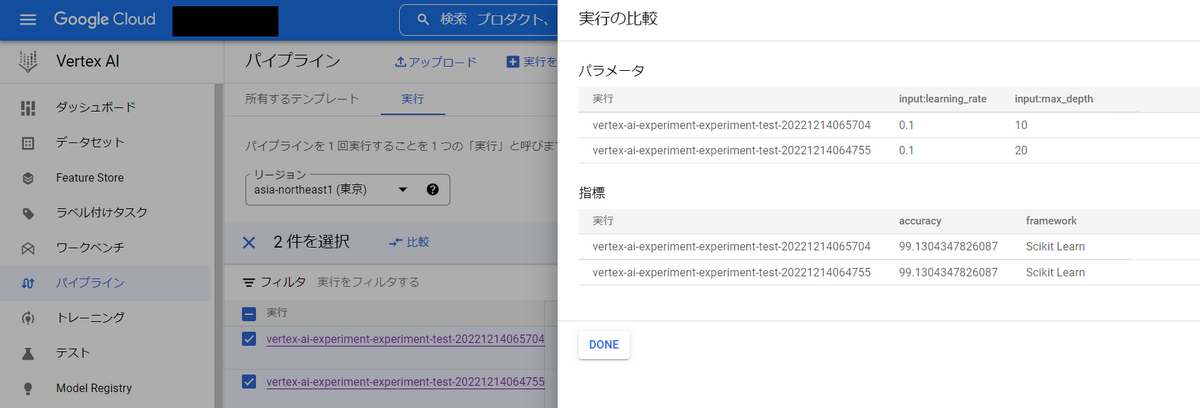 Google Cloud
検索 プロダクト、
Vertex AI
ダッシュボード
データセット
Feature Store
ラベル付けタスク
ワークベンチ
パイプライン
トレーニング
テスト
Model Registry
パイプライン
アップロード
実行を
所有するテンプレート
実行
パイプラインを 1 回実行することを 1 つの「実行」と呼びま
リージョン
asia-northeast1 (東京)
2 件を選択
比較
フィルタ 実行をフィルタする
実行
vertex-ai-experiment-experiment-test-20221214065704
vertex-ai-experiment-experiment-test-20221214064755
実行の比較
パラメータ
実行 input:learning_rate input:max_depth
vertex-ai-experiment-experiment-test-20221214065704 0.1 10
vertex-ai-experiment-experiment-test-20221214064755 0.1 20
指標
実行 accuracy framework
vertex-ai-experiment-experiment-test-20221214065704 99.1304347826087 Scikit Learn
vertex-ai-experiment-experiment-test-20221214064755 99.1304347826087 Scikit Learn
DONE